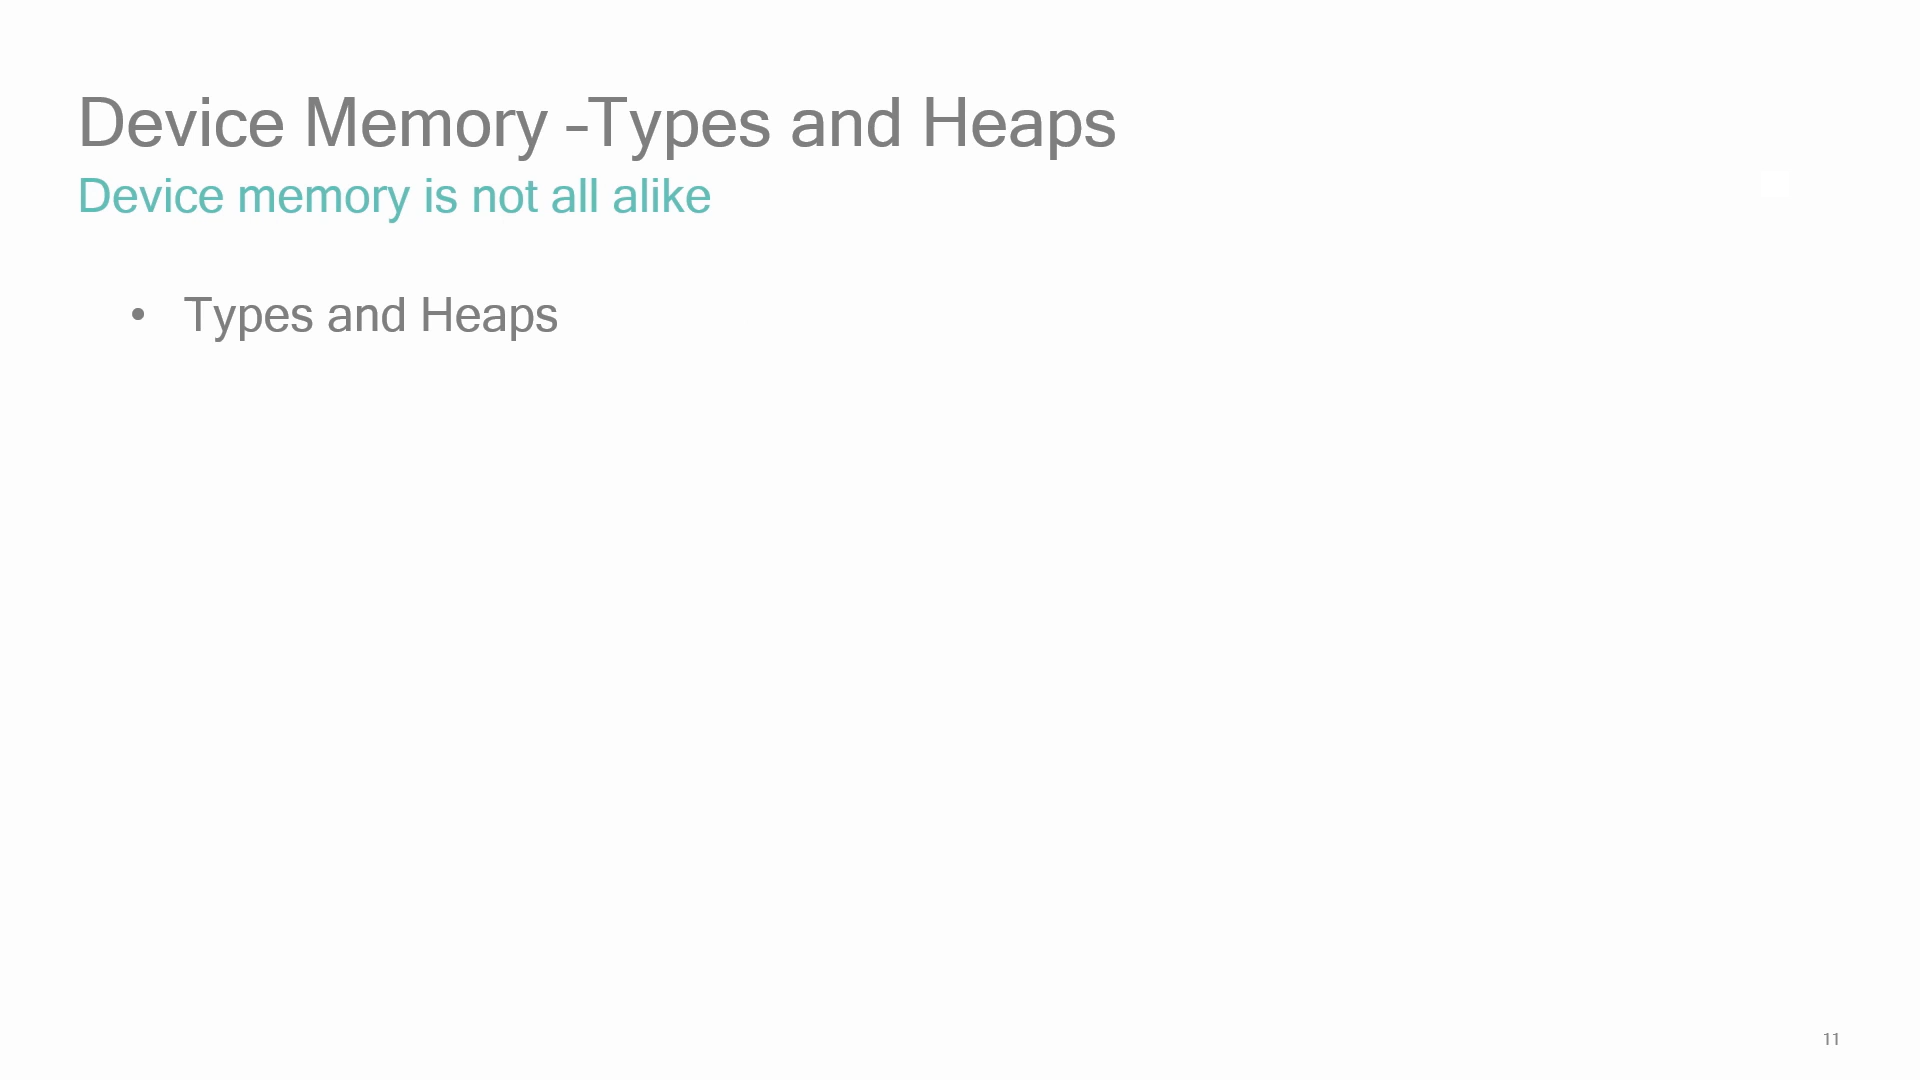 Device Memory –Types and Heaps
Device memory is not all alike
• Types and Heaps
11